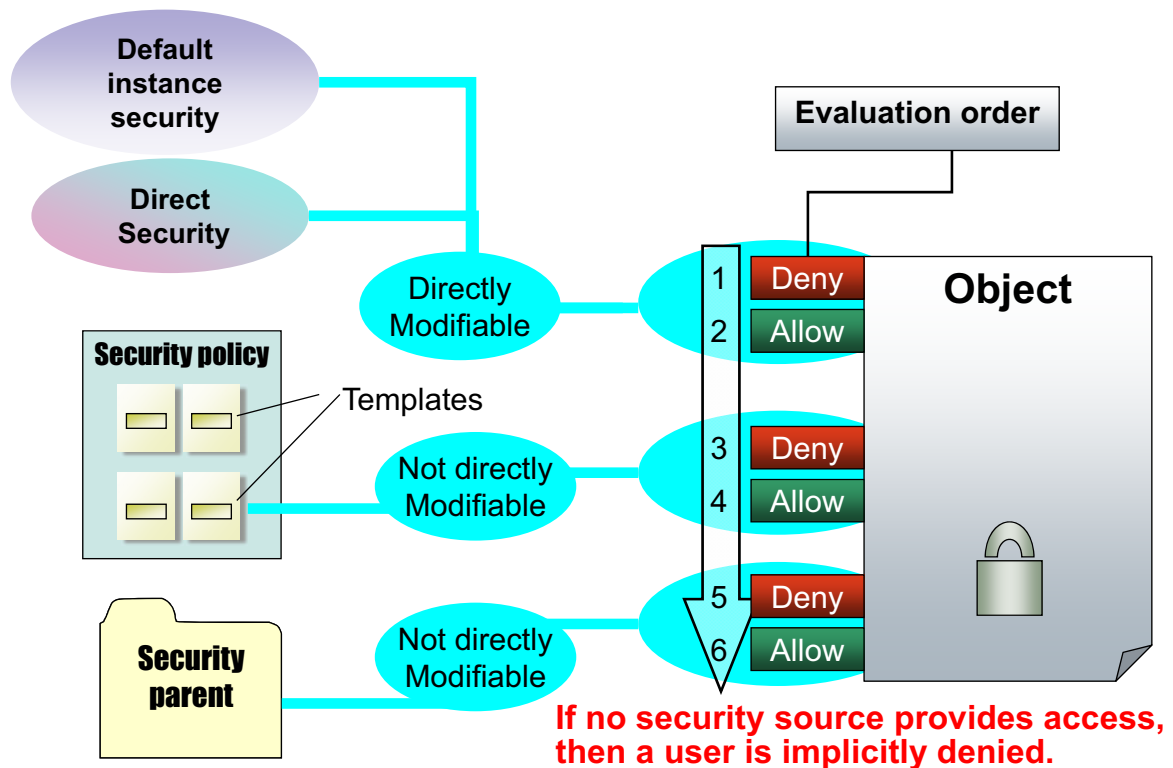 Default
instance
security
Evaluation order
Direct
Security
Directly
Modifiable
1 Deny
2 Allow
Object
Security policy
Templates
Not directly
Modifiable
3 Deny
4 Allow
Security
parent
Not directly
Modifiable
5 Deny
6 Allow
If no security source provides access,
then a user is implicitly denied.